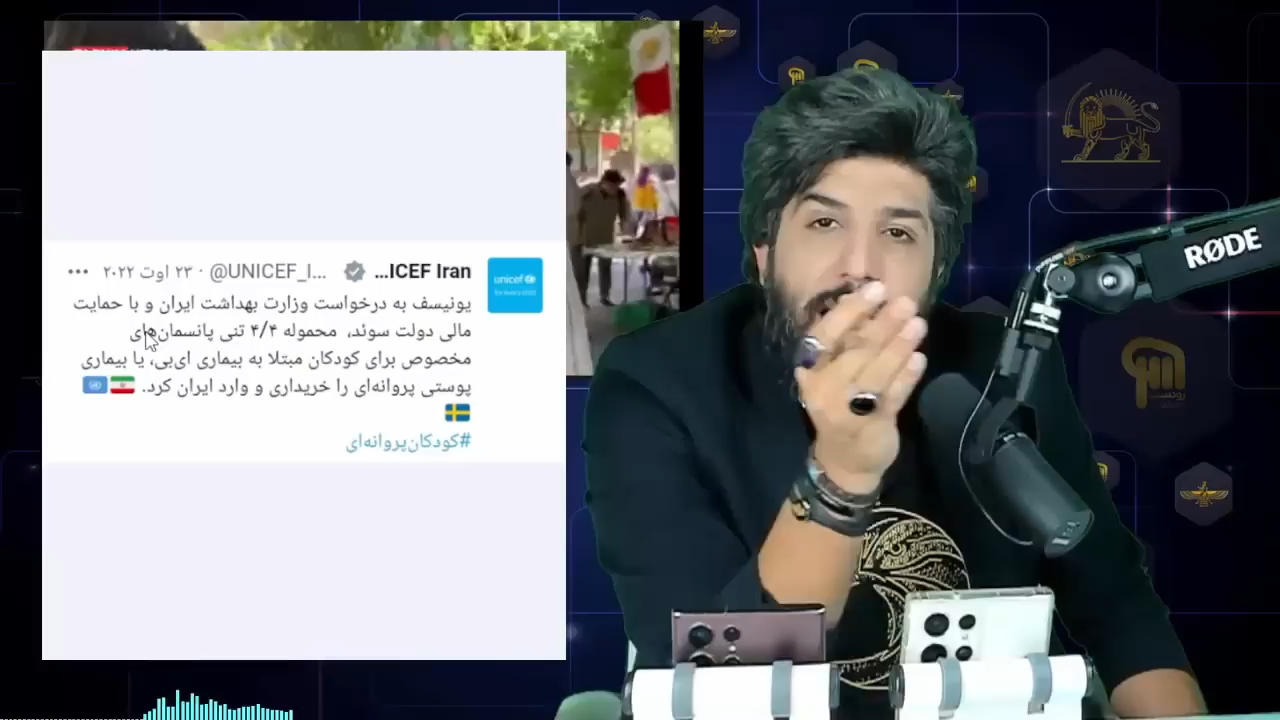 ICEF Iran... @UNICEF_I... · ۲۳ اوت ۲۰۲۲
یونیسف به درخواست وزارت بهداشت ایران و با حمایت
مالی دولت سوند، محموله ۴/۴ تنی پانسمان‌های
مخصوص برای کودکان مبتلا به بیماری ای‌بی، یا بیماری
پوستی پروانه‌ای را خریداری و وارد ایران کرد.
#کودکان‌پروانه‌ای
unicef
RØDE